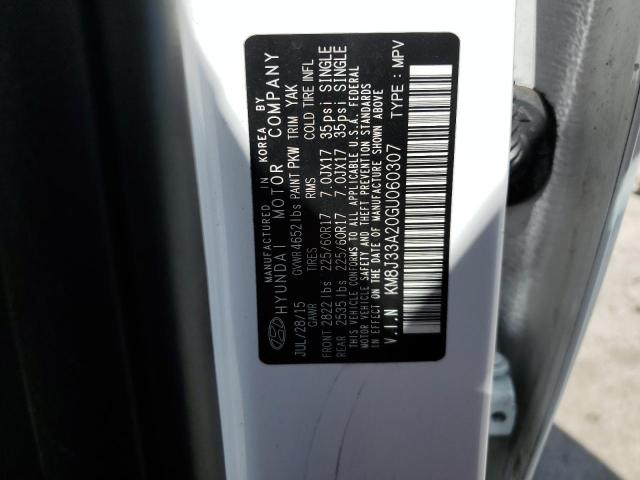 MANUFACTURED IN KOREA BY
HYUNDAI MOTOR COMPANY
JUL/28/15 GVWR 4652 lbs PAINT PKW TRIM YAK
GAWR TIRES RIMS COLD TIRE INFL
FRONT 2822 lbs 225/60R17 7.0JX17 35psi SINGLE
REAR 2535 lbs 225/60R17 7.0JX17 35psi SINGLE
THIS VEHICLE CONFORMS TO ALL APPLICABLE U.S.A. FEDERAL
MOTOR VEHICLE SAFETY AND THEFT PREVENTION STANDARDS
IN EFFECT ON THE DATE OF MANUFACTURE SHOWN ABOVE
V.I.N KM8J33A20GU060307 TYPE : MPV